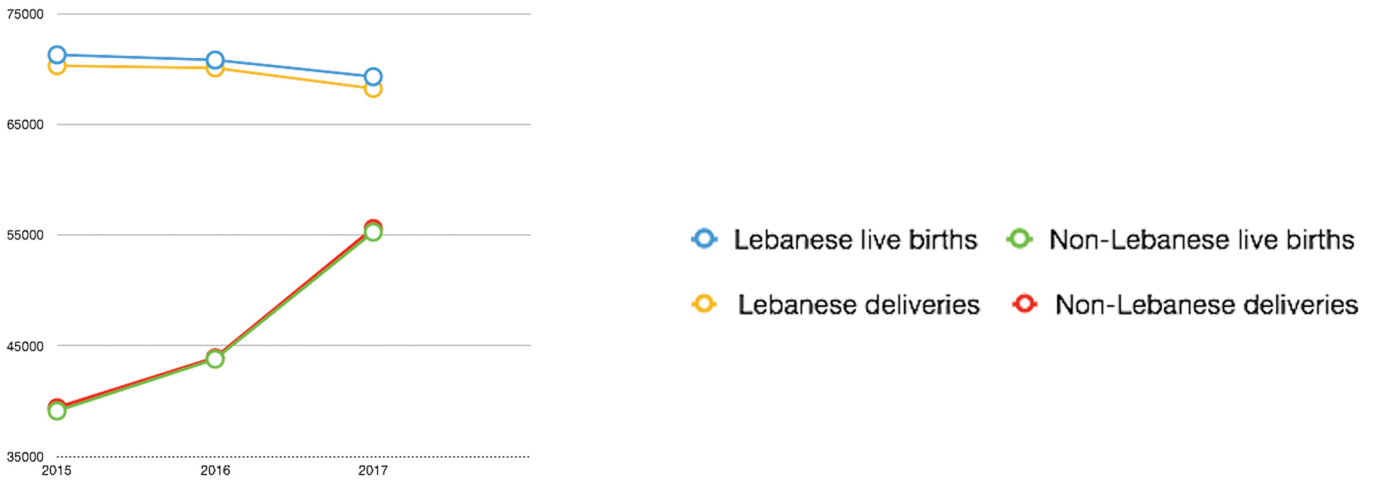 75000
65000
55000
45000
35000
2015 2016 2017
Lebanese live births Non-Lebanese live births
Lebanese deliveries Non-Lebanese deliveries